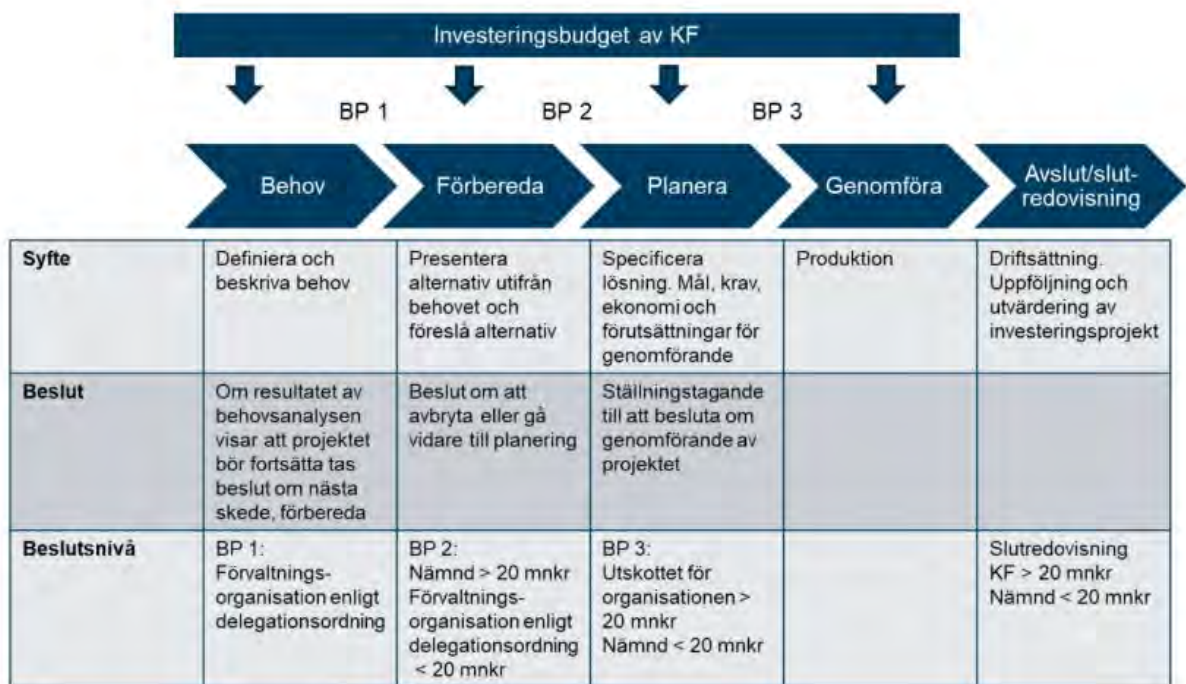 Investeringsbudget av KF
BP 1
BP 2
BP 3
Behov
Förbereda
Planera
Genomföra
Avslut/slut-
redovisning
Syfte
Definiera och
beskriva behov
Presentera
alternativ utifrån
behovet och
föreslå alternativ
Specificera
lösning. Mål, krav,
ekonomi och
förutsättningar för
genomförande
Produktion
Driftsättning.
Uppföljning och
utvärdering av
investeringsprojekt
Beslut
Om resultatet av
behovsanalysen
visar att projektet
bör fortsätta tas
beslut om nästa
skede, förbereda
Beslut om att
avbryta eller gå
vidare till planering
Ställningstagande
till att besluta om
genomförande av
projektet
Beslutsnivå
BP 1:
Förvaltnings-
organisation enligt
delegationsordning
BP 2:
Nämnd > 20 mnkr
Förvaltnings-
organisation enligt
delegationsordning
< 20 mnkr
BP 3:
Utskottet för
organisationen >
20 mnkr
Nämnd < 20 mnkr
Slutredovisning
KF > 20 mnkr
Nämnd < 20 mnkr